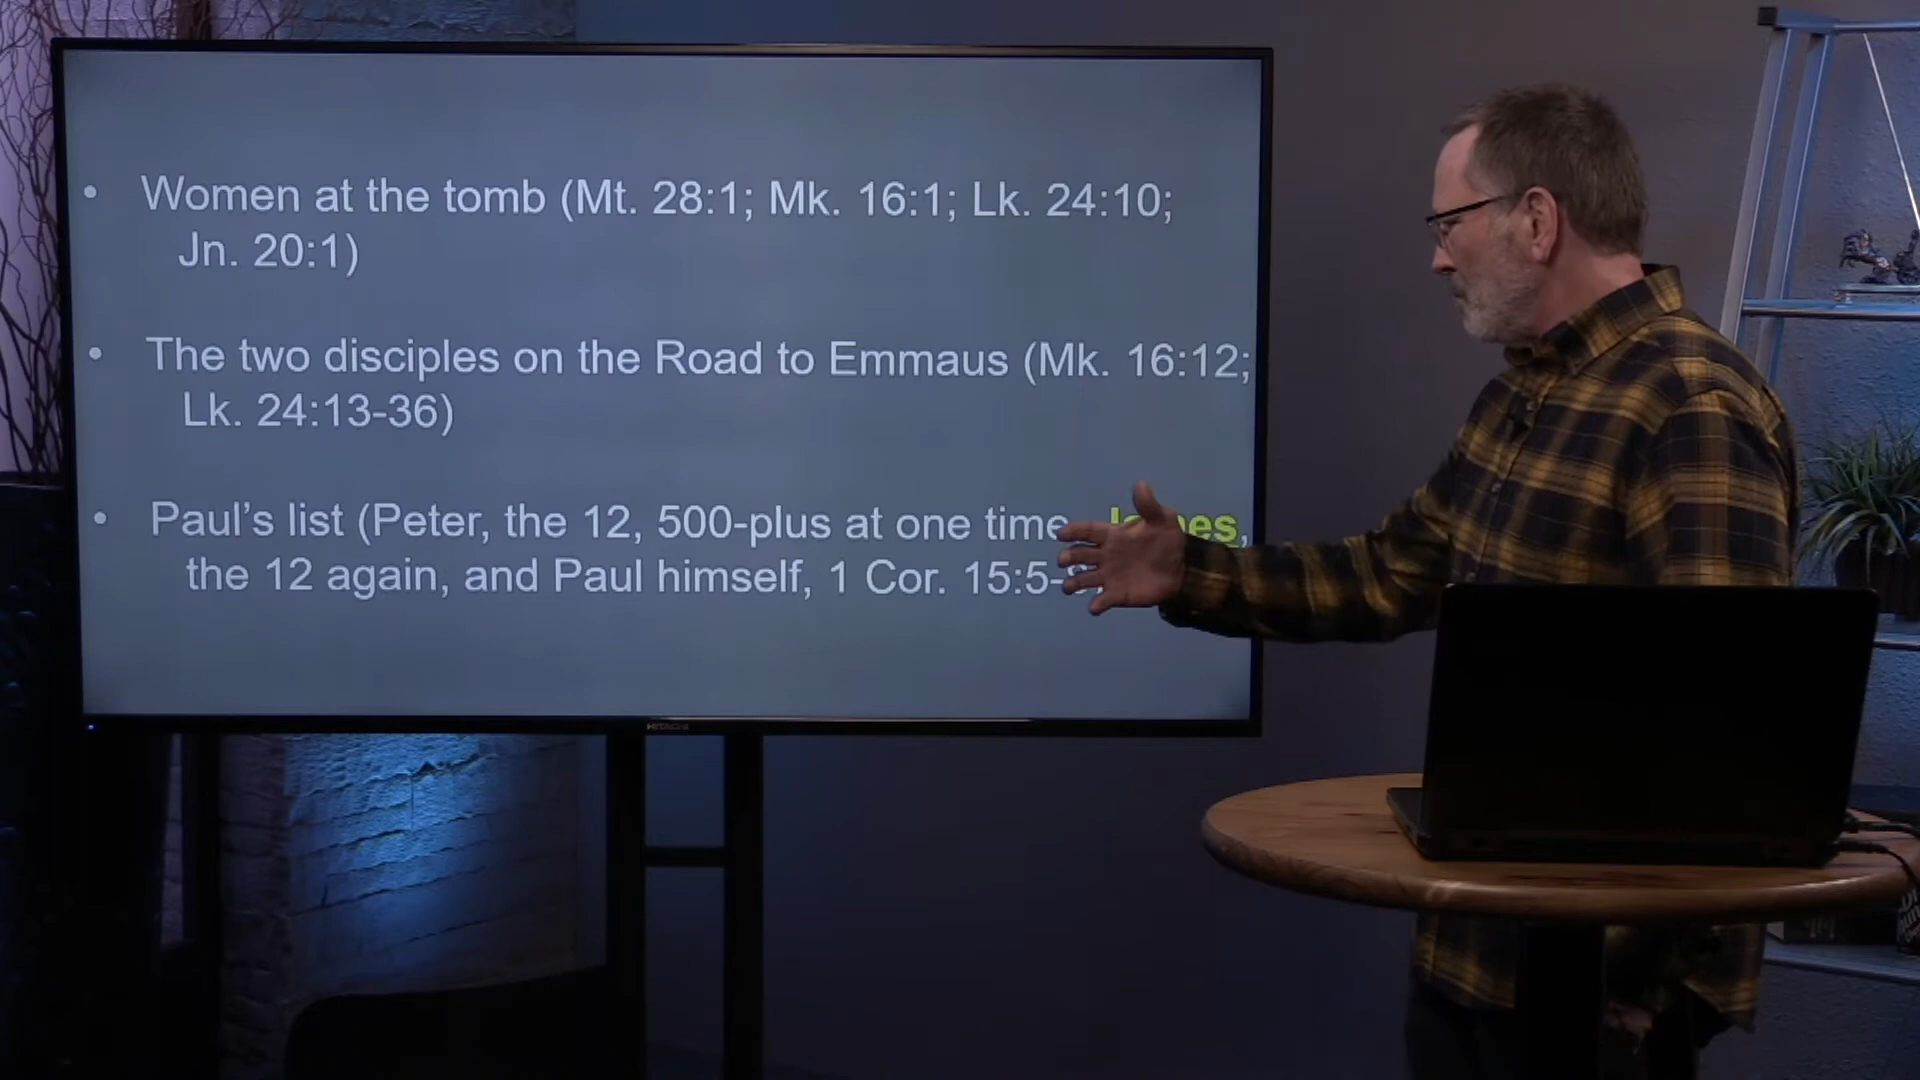 • Women at the tomb (Mt. 28:1; Mk. 16:1; Lk. 24:10;
Jn. 20:1)
• The two disciples on the Road to Emmaus (Mk. 16:12;
Lk. 24:13-36)
• Paul’s list (Peter, the 12, 500-plus at one time,
the 12 again, and Paul himself, 1 Cor. 15:5-
HITACHI